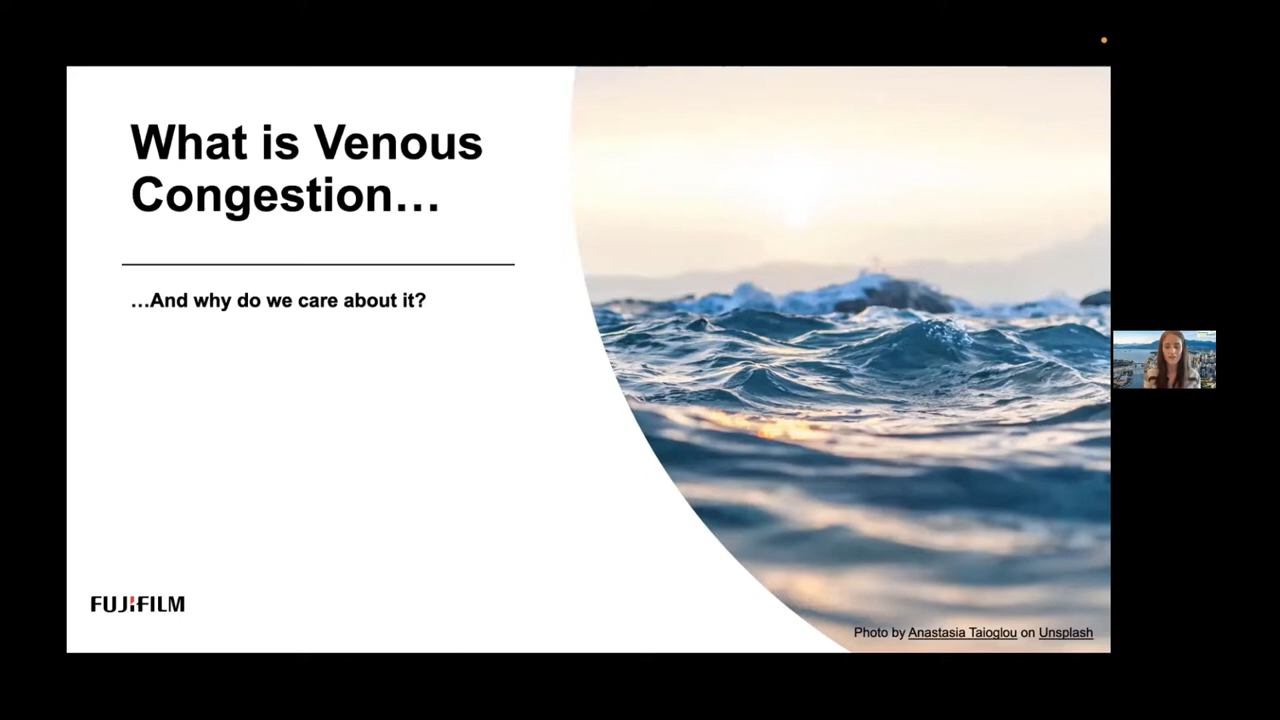 What is Venous
Congestion…
…And why do we care about it?
FUJIFILM
Photo by Anastasia Taioglou on Unsplash